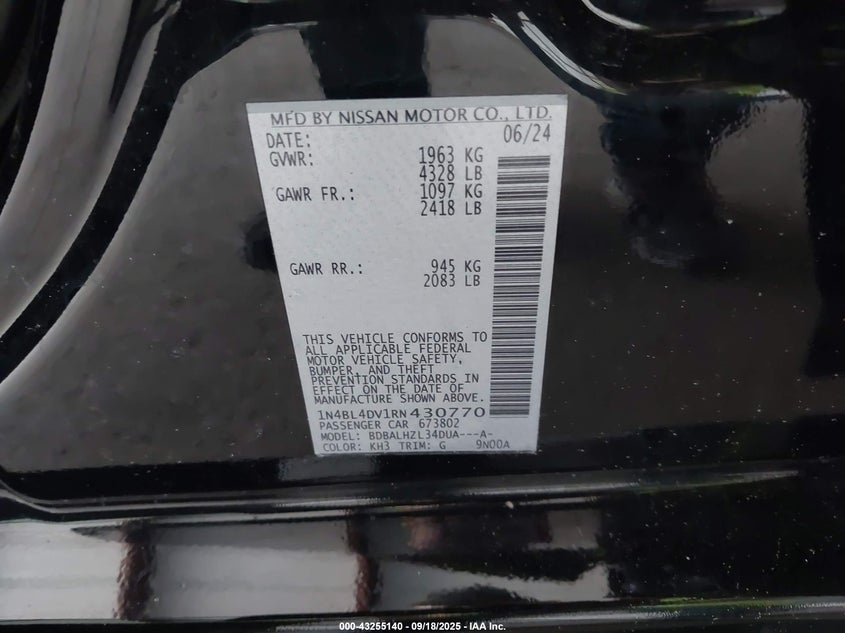 MFD BY NISSAN MOTOR CO., LTD.
DATE: 06/24
GVWR: 1963 KG
4328 LB
GAWR FR.: 1097 KG
2418 LB
GAWR RR.: 945 KG
2083 LB
THIS VEHICLE CONFORMS TO
ALL APPLICABLE FEDERAL
MOTOR VEHICLE SAFETY,
BUMPER, AND THEFT
PREVENTION STANDARDS IN
EFFECT ON THE DATE OF
MANUFACTURE SHOWN ABOVE.
1N4BL4DV1RN430770
PASSENGER CAR 673802
MODEL: BDBALHZL34DUA---A-
COLOR: KH3 TRIM: G 9N00A
000-43255140 - 09/18/2025 - IAA Inc.